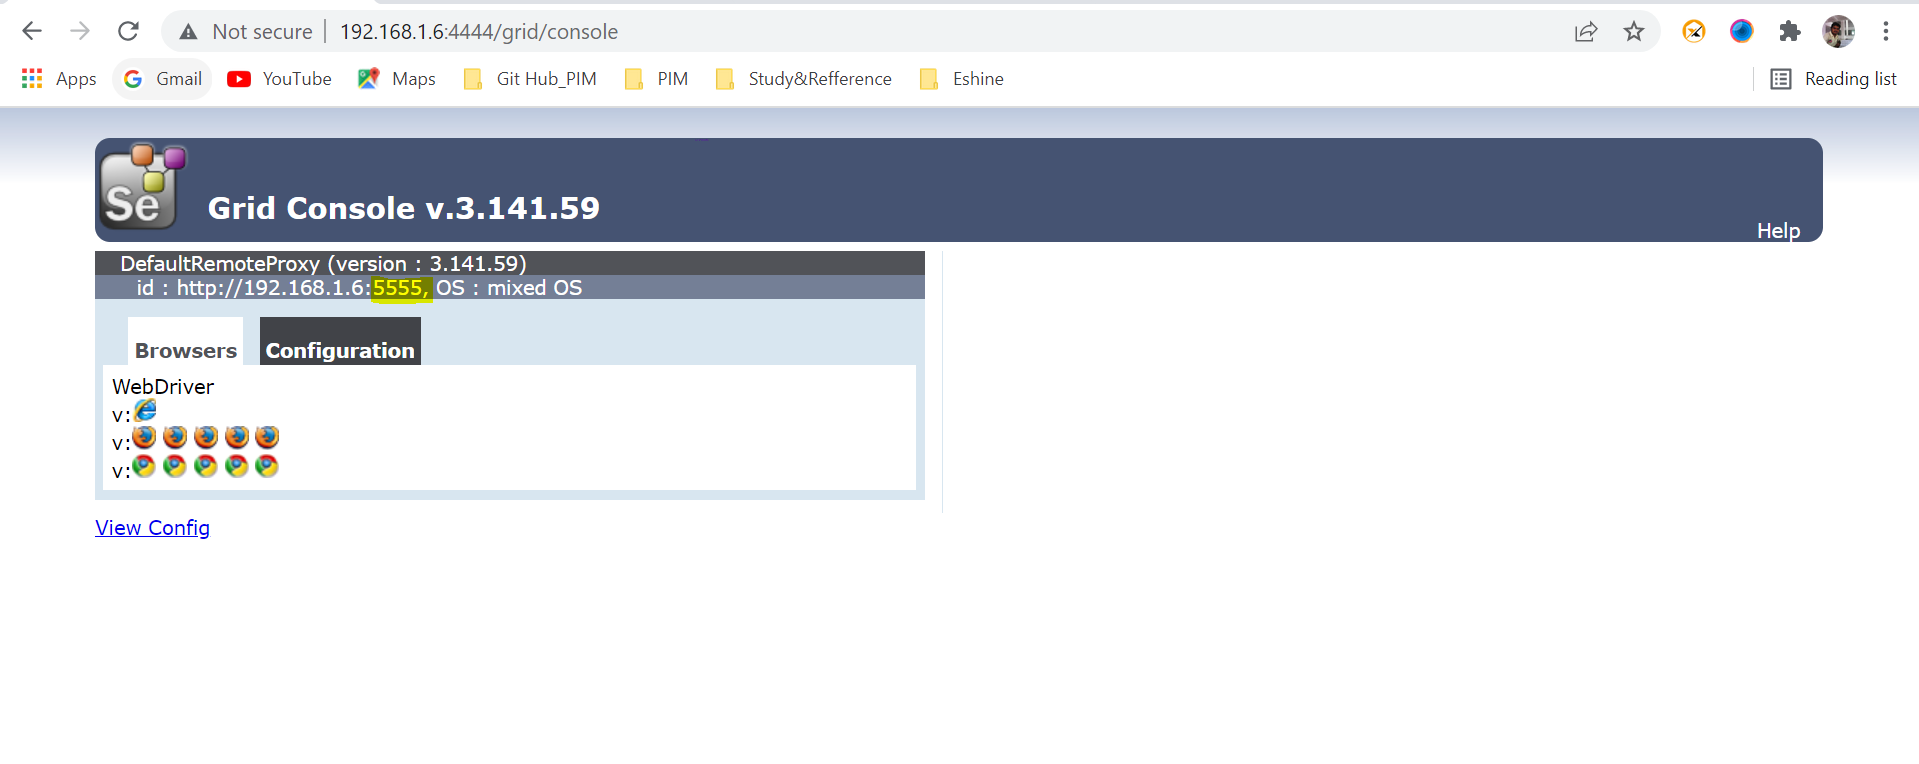 Not secure | 192.168.1.6:4444/grid/console
Apps Gmail YouTube Maps Git Hub_PIM PIM Study&Refference Eshine Reading list
Se
Grid Console v.3.141.59
Help
DefaultRemoteProxy (version : 3.141.59)
id : http://192.168.1.6:5555, OS : mixed OS
Browsers Configuration
WebDriver
v:
v:
v:
View Config